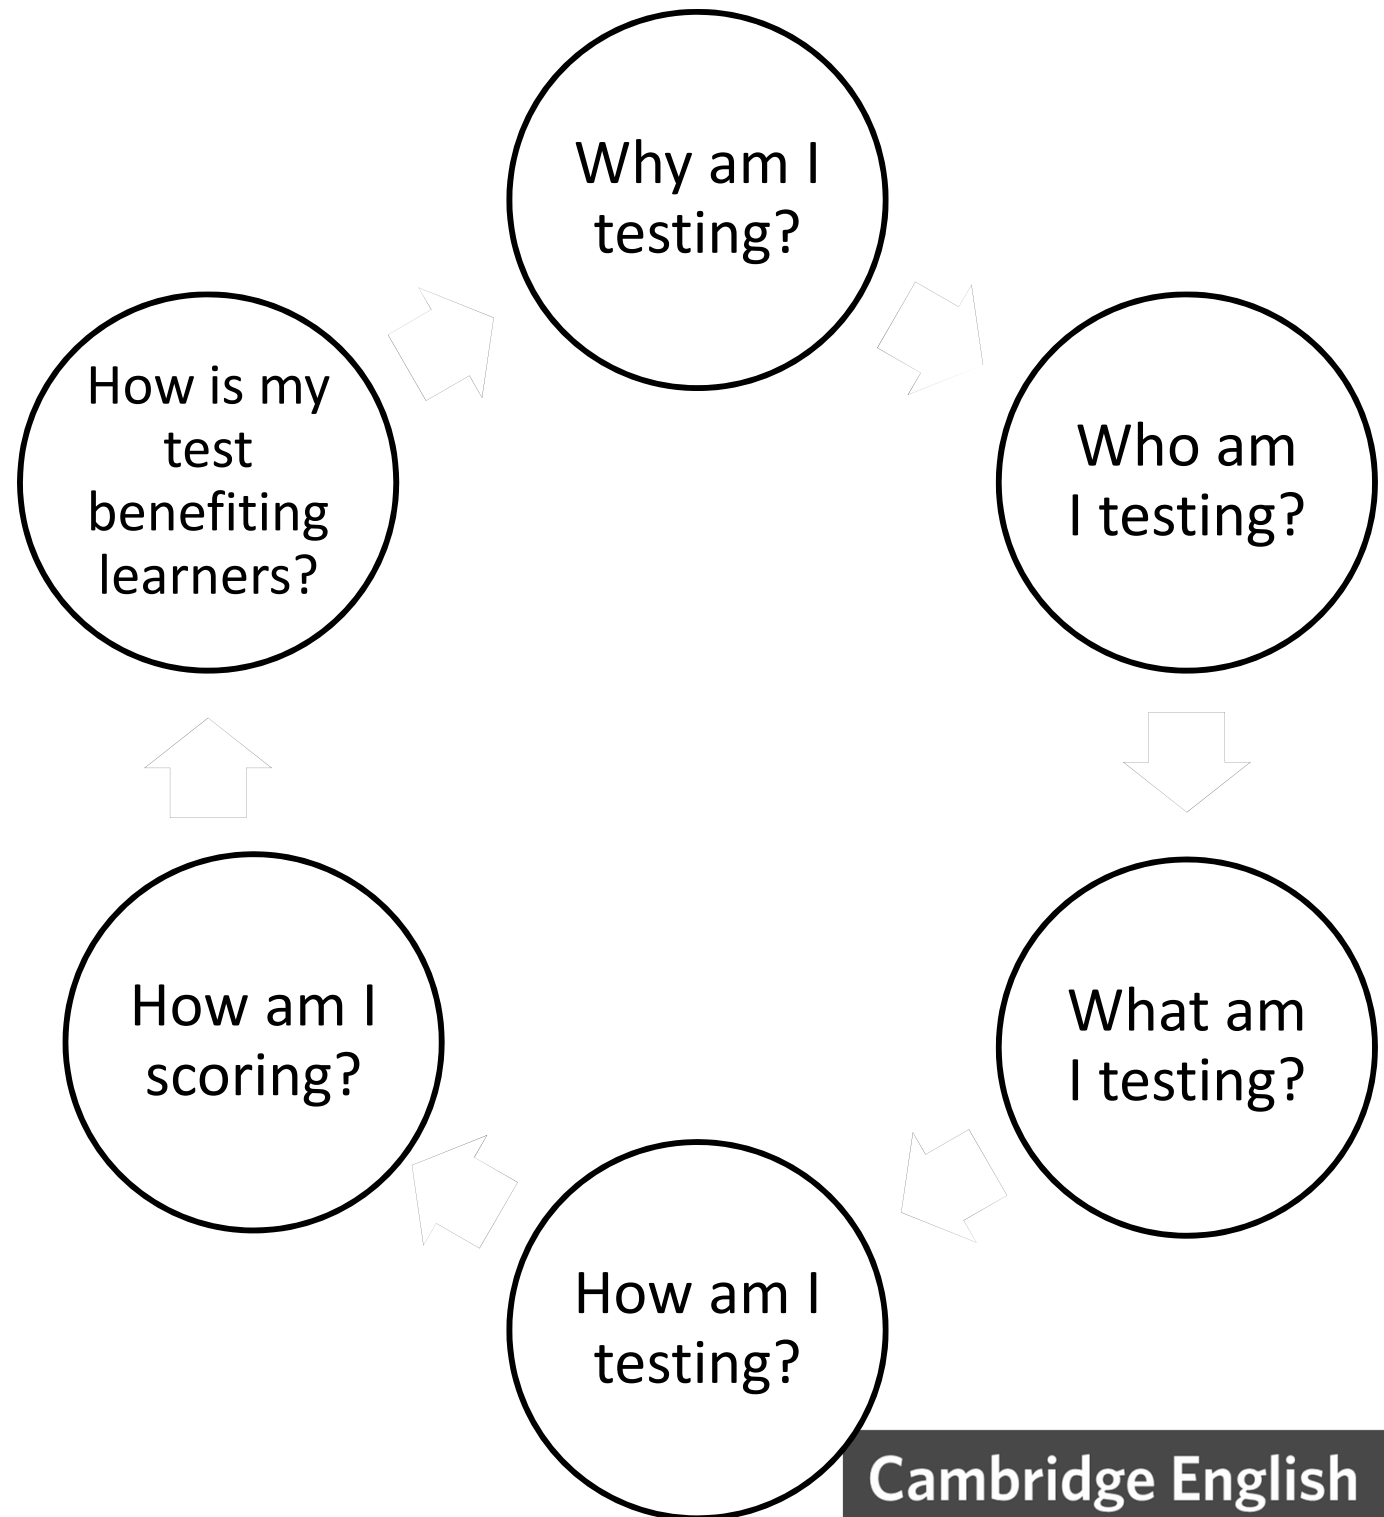 Why am I
testing?
Who am
I testing?
What am
I testing?
How am I
testing?
How am I
scoring?
How is my
test
benefiting
learners?
Cambridge English